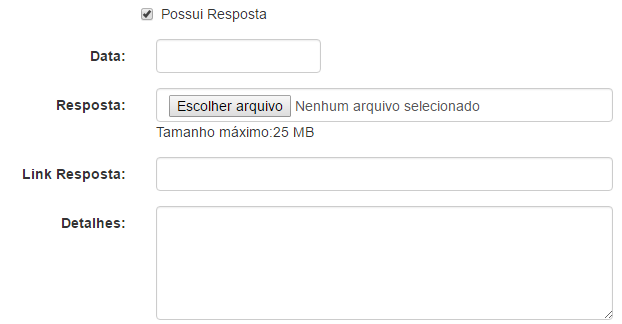 Possui Resposta
Data:
Resposta: Escolher arquivo Nenhum arquivo selecionado
Tamanho máximo:25 MB
Link Resposta:
Detalhes: